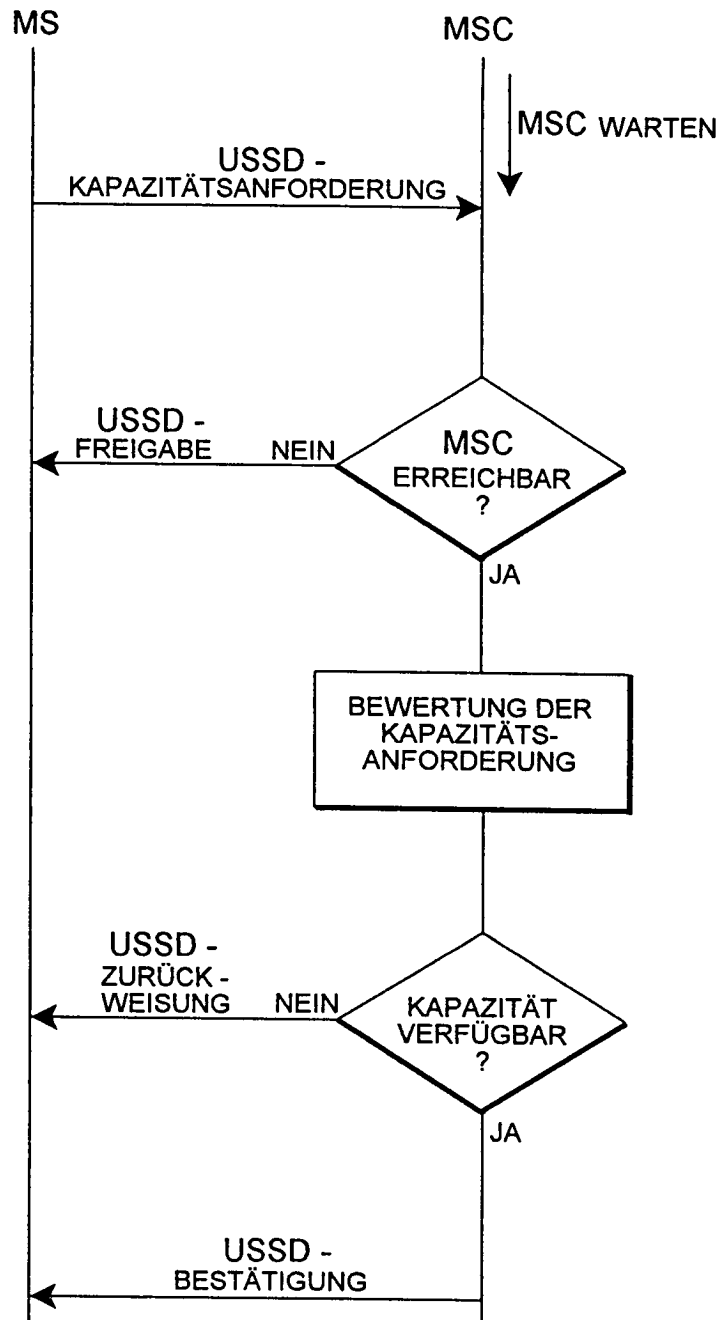 MS
MSC
MSC WARTEN
USSD -
KAPAZITÄTSANFORDERUNG
USSD -
FREIGABE
NEIN
MSC
ERREICHBAR
?
JA
BEWERTUNG DER
KAPAZITÄTS-
ANFORDERUNG
USSD -
ZURÜCK -
WEISUNG
NEIN
KAPAZITÄT
VERFÜGBAR
?
JA
USSD -
BESTÄTIGUNG